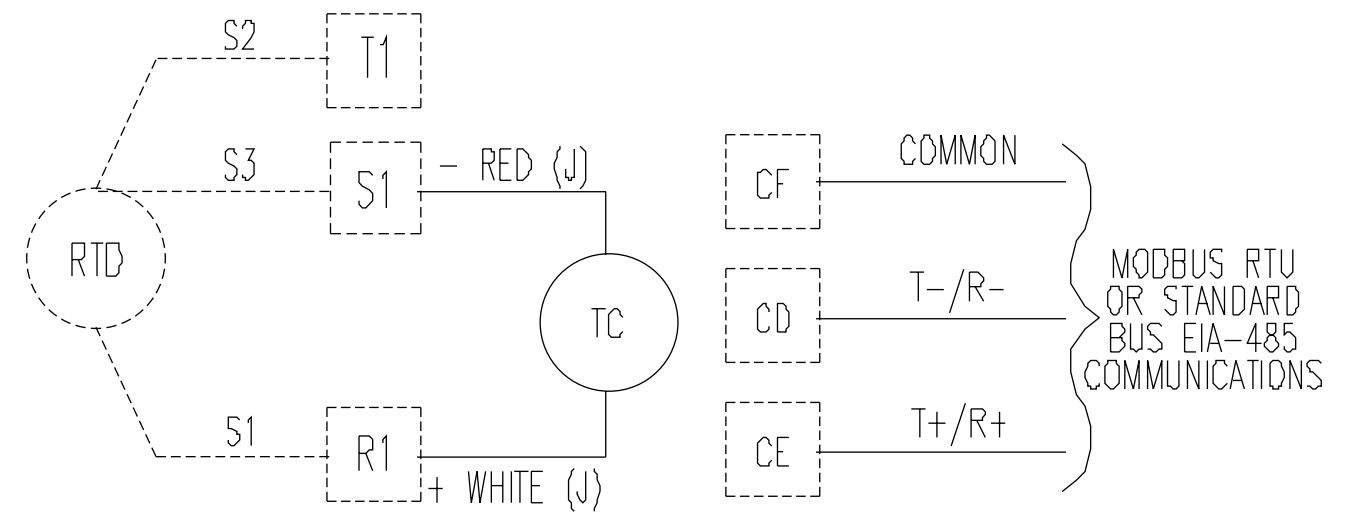 S2
T1
S3
S1
- RED (J)
RTD
TC
S1
R1
+ WHITE (J)
CF
COMMON
CD
T-/R-
CE
T+/R+
MODBUS RTU
OR STANDARD
BUS EIA-485
COMMUNICATIONS